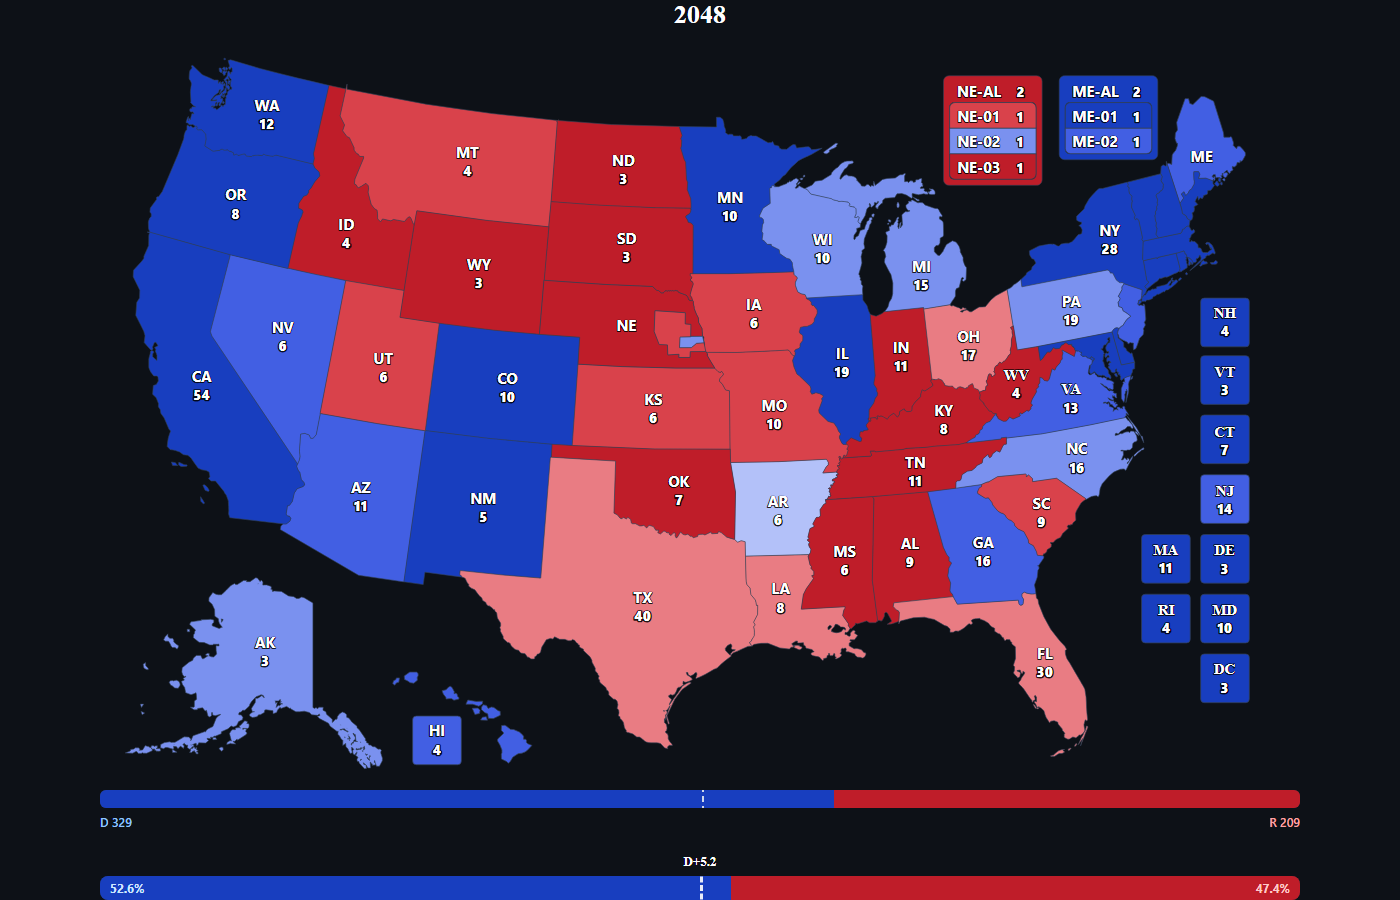 2048
WA
12
OR
8
CA
54
NV
6
ID
4
MT
4
WY
3
UT
6
AZ
11
CO
10
NM
5
ND
3
SD
3
NE
KS
6
OK
7
TX
40
MN
10
IA
6
MO
10
AR
6
LA
8
WI
10
IL
19
MI
15
IN
11
OH
17
KY
8
TN
11
MS
6
AL
9
GA
16
FL
30
SC
9
NC
16
VA
13
WV
4
PA
19
NY
28
ME
AK
3
HI
4
NE-AL 2
NE-01 1
NE-02 1
NE-03 1
ME-AL 2
ME-01 1
ME-02 1
NH
4
VT
3
CT
7
NJ
14
MA
11
DE
3
RI
4
MD
10
DC
3
D 329 R 209
D+5.2
52.6% 47.4%